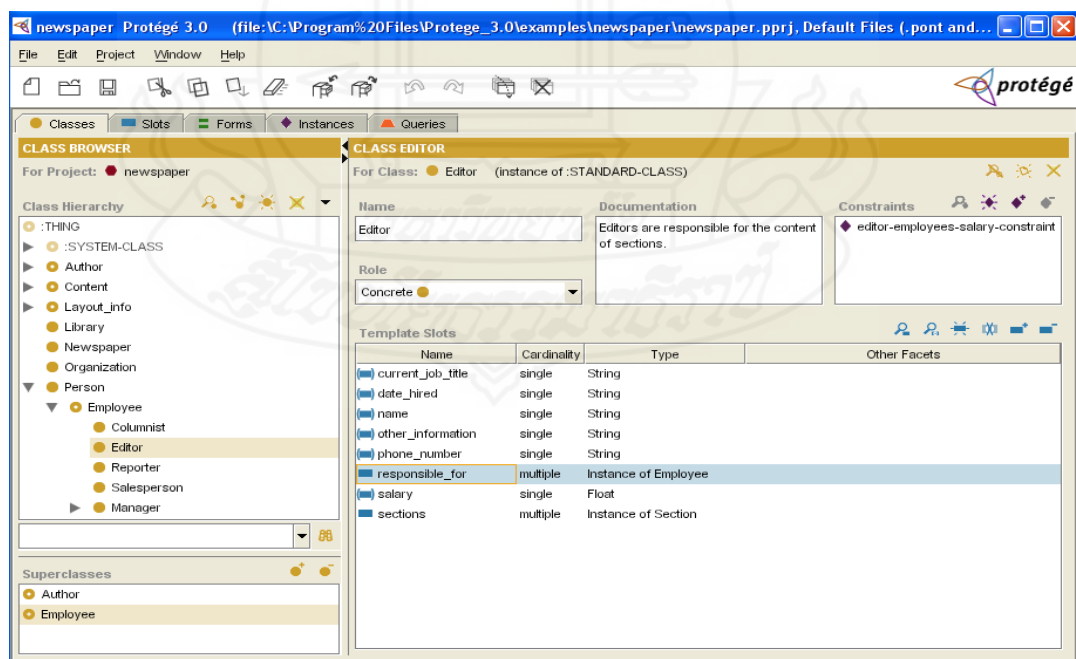 newspaper Protégé 3.0 (file:\C:\Program%20Files\Protege_3.0\examples\newspaper\newspaper.pprj, Default Files (.pont and...
File Edit Project Window Help
protégé
Classes Slots Forms Instances Queries
CLASS BROWSER
For Project: newspaper
Class Hierarchy
:THING
:SYSTEM-CLASS
Author
Content
Layout_info
Library
Newspaper
Organization
Person
Employee
Columnist
Editor
Reporter
Salesperson
Manager
Superclasses
Author
Employee
CLASS EDITOR
For Class: Editor (instance of :STANDARD-CLASS)
Name
Editor
Role
Concrete
Documentation
Editors are responsible for the content
of sections.
Constraints
editor-employees-salary-constraint
Template Slots
Name Cardinality Type Other Facets
current_job_title single String
date_hired single String
name single String
other_information single String
phone_number single String
responsible_for multiple Instance of Employee
salary single Float
sections multiple Instance of Section